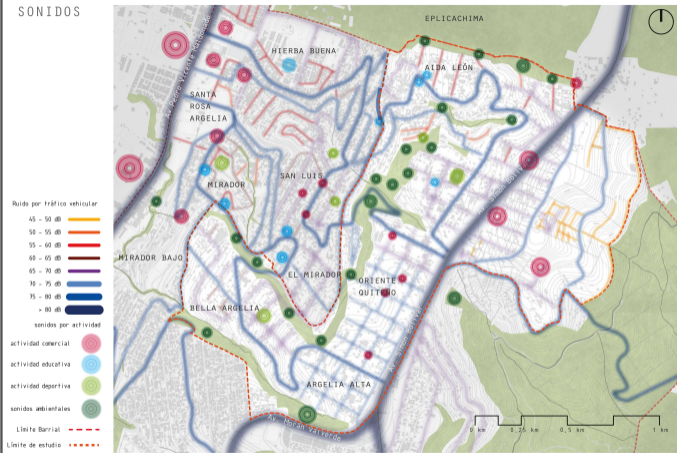 SONIDOS
EPLICACHIMA
HIERBA BUENA
AIDA LEÓN
SANTA
ROSA
ARGELIA
SAN LUIS
MIRADOR
MIRADOR BAJO
EL MIRADOR
ORIENTE
QUITEÑO
BELLA ARGELIA
ARGELIA ALTA
Av. Morán Valverde
Ruido por tráfico vehicular
45 - 50 dB
50 - 55 dB
55 - 60 dB
60 - 65 dB
65 - 70 dB
70 - 75 dB
75 - 80 dB
> 80 dB
sonidos por actividad
actividad comercial
actividad educativa
actividad deportiva
sonidos ambientales
Límite Barrial
Límite de estudio
0 km
0,25 km
0,5 km
1 km